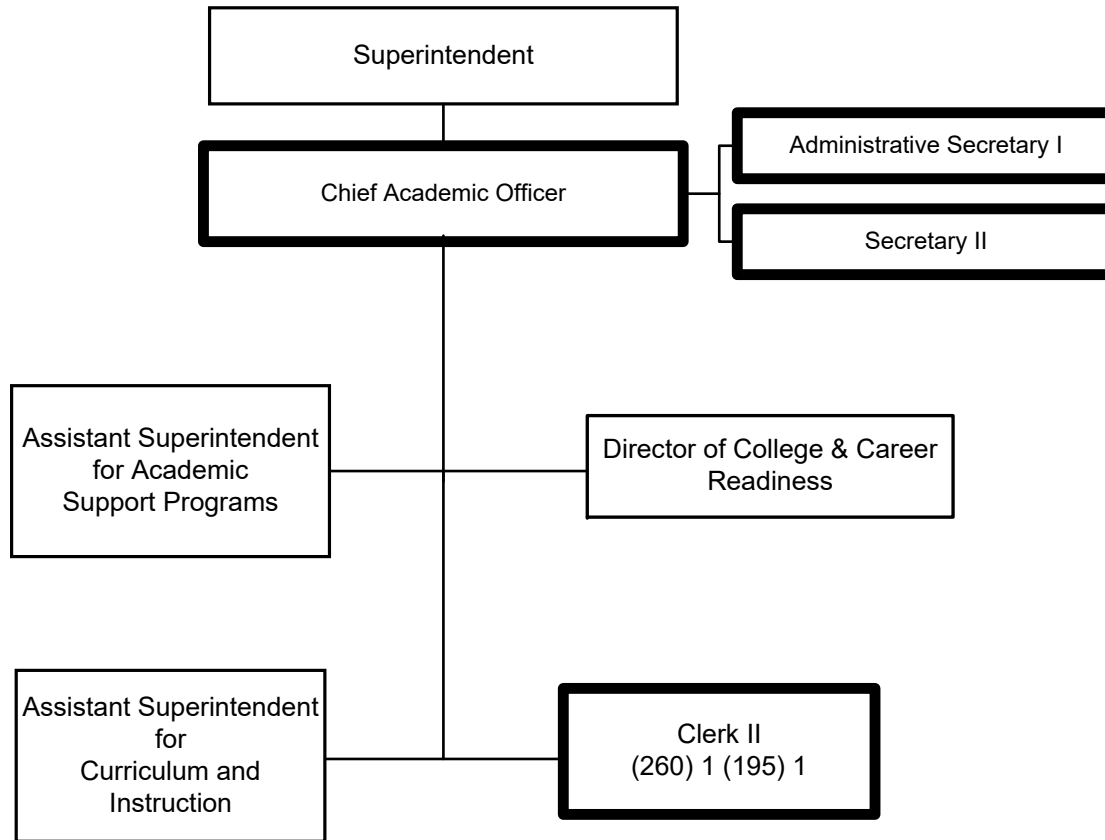 Superintendent
Chief Academic Officer
Administrative Secretary I
Secretary II
Assistant Superintendent
for Academic
Support Programs
Director of College & Career
Readiness
Assistant Superintendent
for
Curriculum and
Instruction
Clerk II
(260) 1 (195) 1